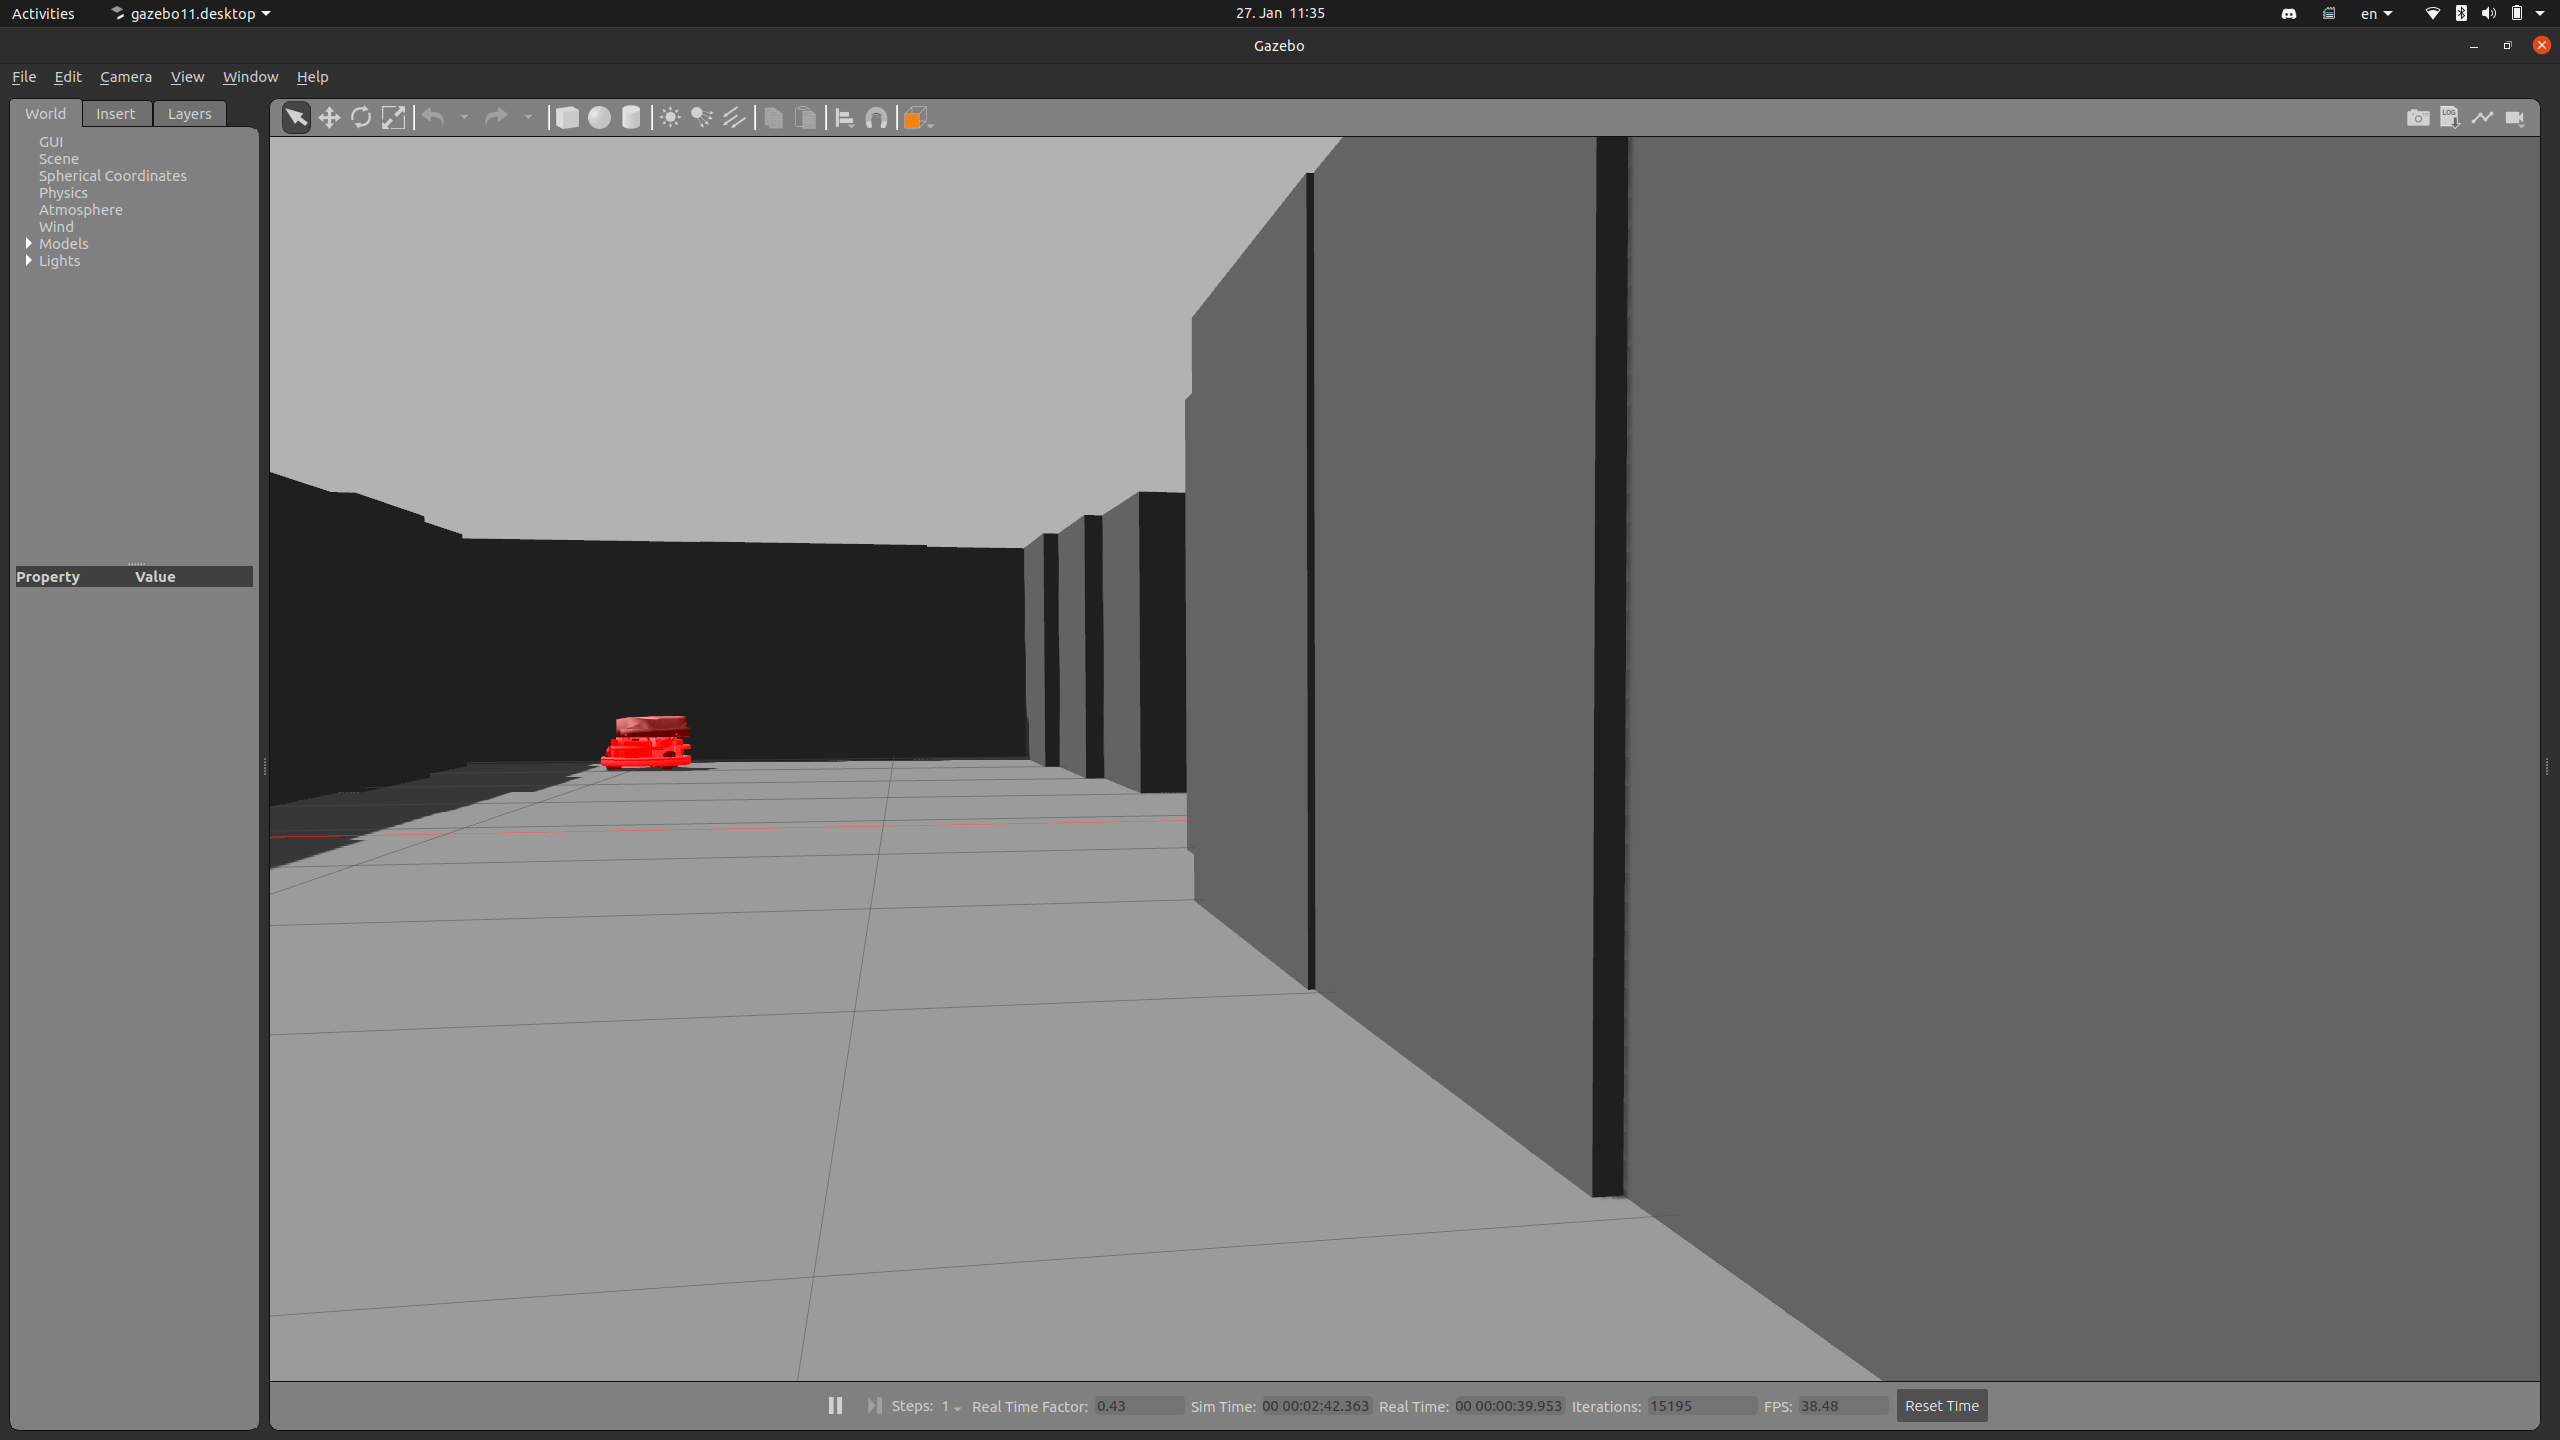 Activities gazebo11.desktop 27. Jan 11:35 en
Gazebo
File Edit Camera View Window Help
World Insert Layers
GUI
Scene
Spherical Coordinates
Physics
Atmosphere
Wind
Models
Lights
Property Value
LOG
Steps: 1 Real Time Factor: 0.43 Sim Time: 00 00:02:42.363 Real Time: 00 00:00:39.953 Iterations: 15195 FPS: 38.48 Reset Time